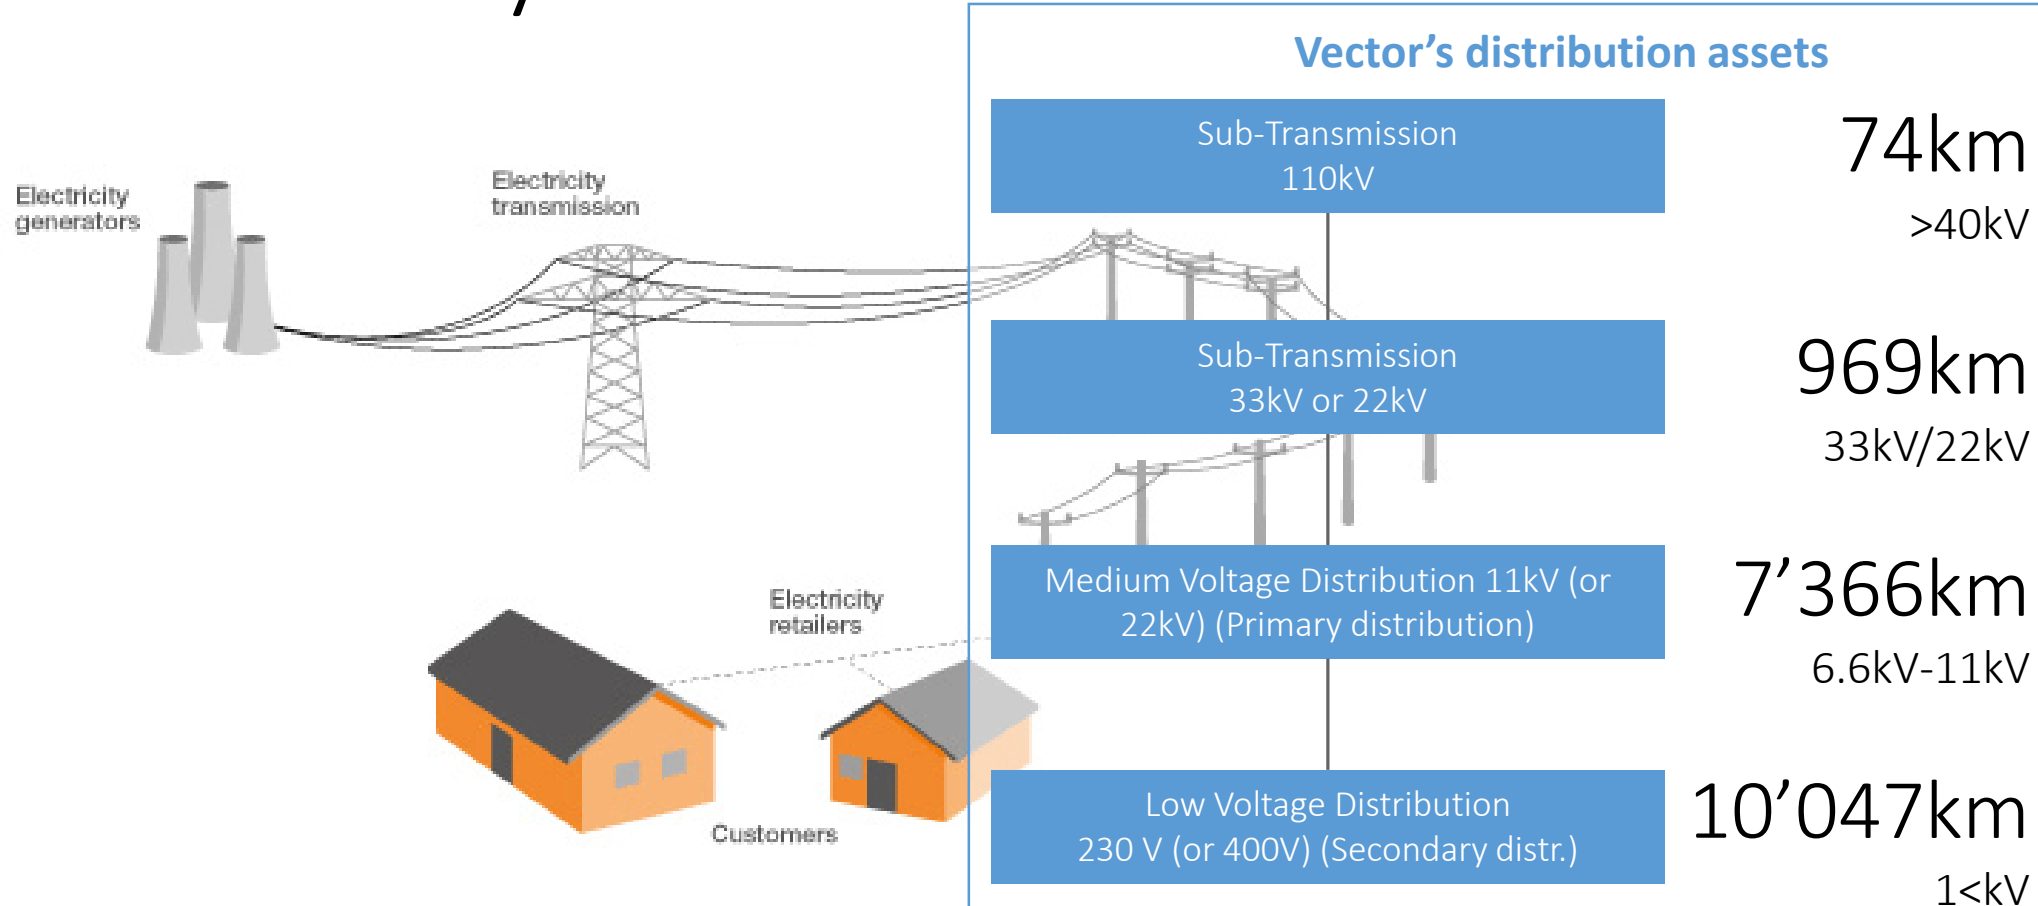 Vector’s distribution assets
Electricity
generators
Electricity
transmission
Sub-Transmission
110kV
74km
>40kV
Sub-Transmission
33kV or 22kV
969km
33kV/22kV
Electricity
retailers
Medium Voltage Distribution 11kV (or
22kV) (Primary distribution)
7’366km
6.6kV-11kV
Customers
Low Voltage Distribution
230 V (or 400V) (Secondary distr.)
10’047km
1<kV